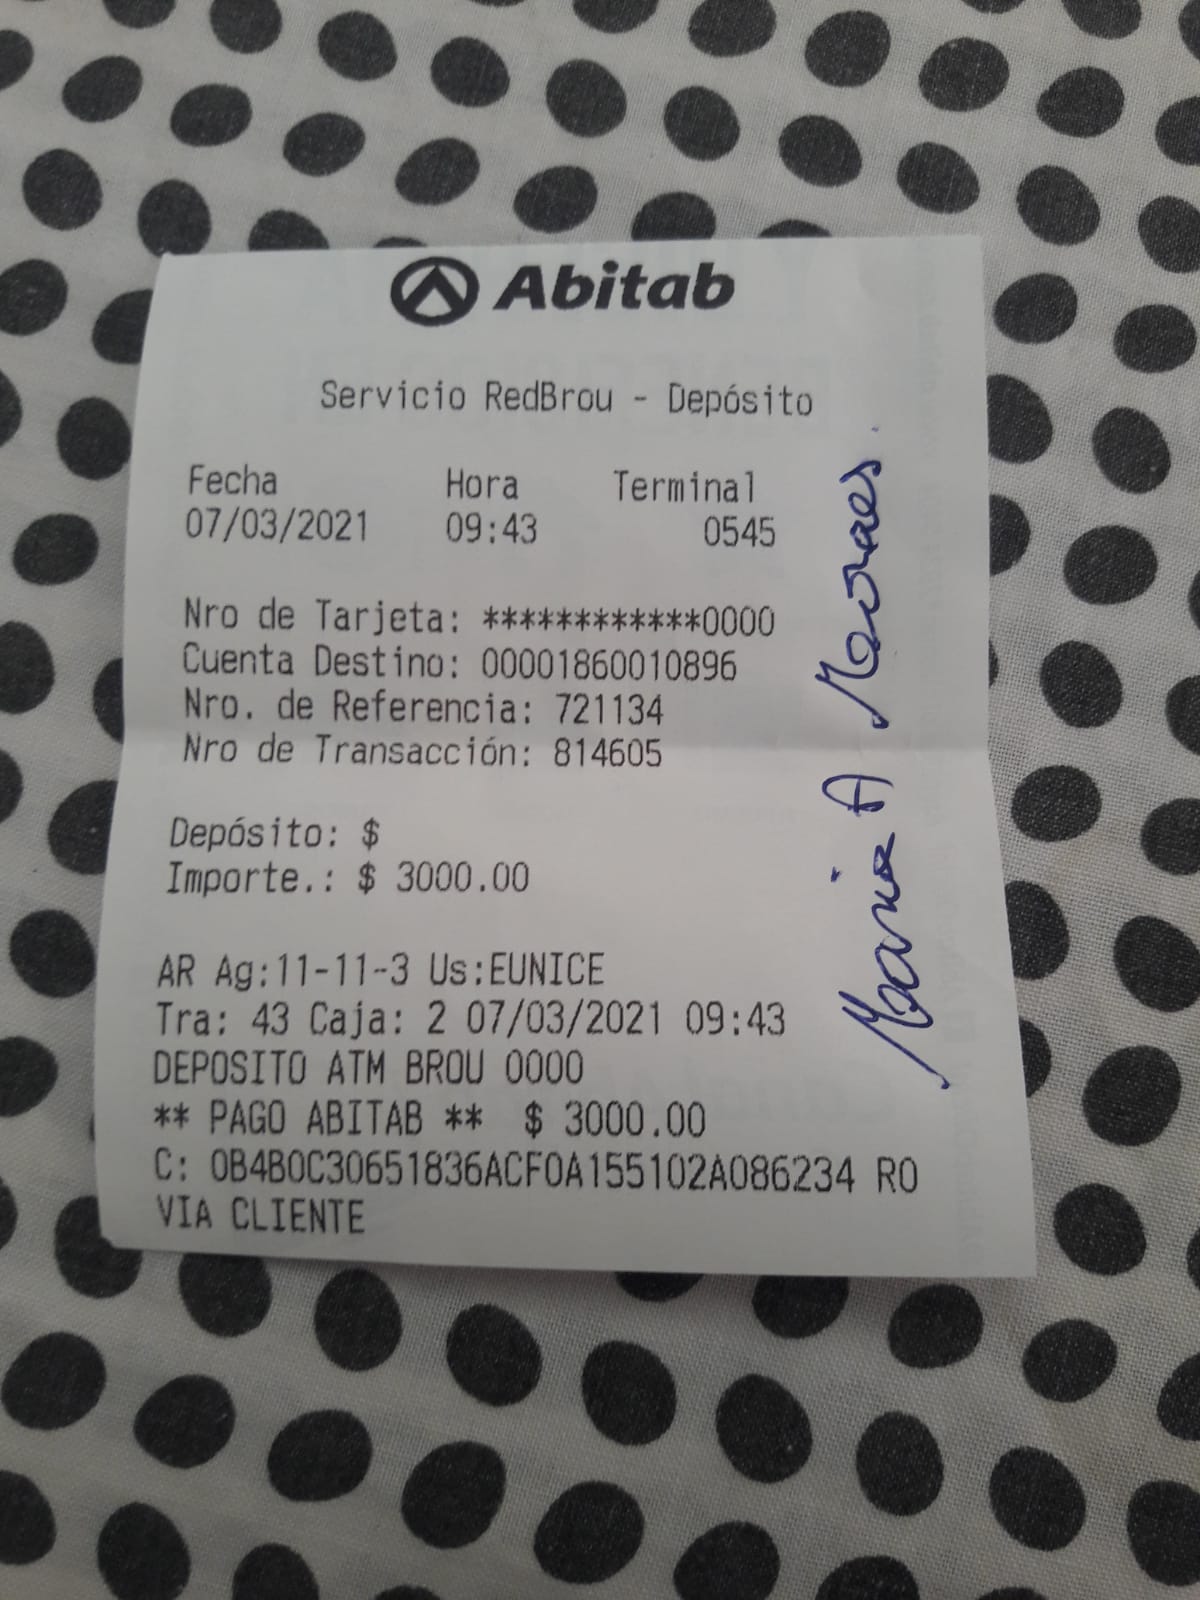 Abitab
Servicio RedBrou - Depósito
Fecha Hora Terminal
07/03/2021 09:43 0545
Nro de Tarjeta: ************0000
Cuenta Destino: 00001860010896
Nro. de Referencia: 721134
Nro de Transacción: 814605
Depósito: $
Importe.: $ 3000.00
AR Ag:11-11-3 Us:EUNICE
Tra: 43 Caja: 2 07/03/2021 09:43
DEPOSITO ATM BROU 0000
** PAGO ABITAB ** $ 3000.00
C: 0B4B0C30651836ACF0A155102A086234 RO
VIA CLIENTE
Maria A Moraes.